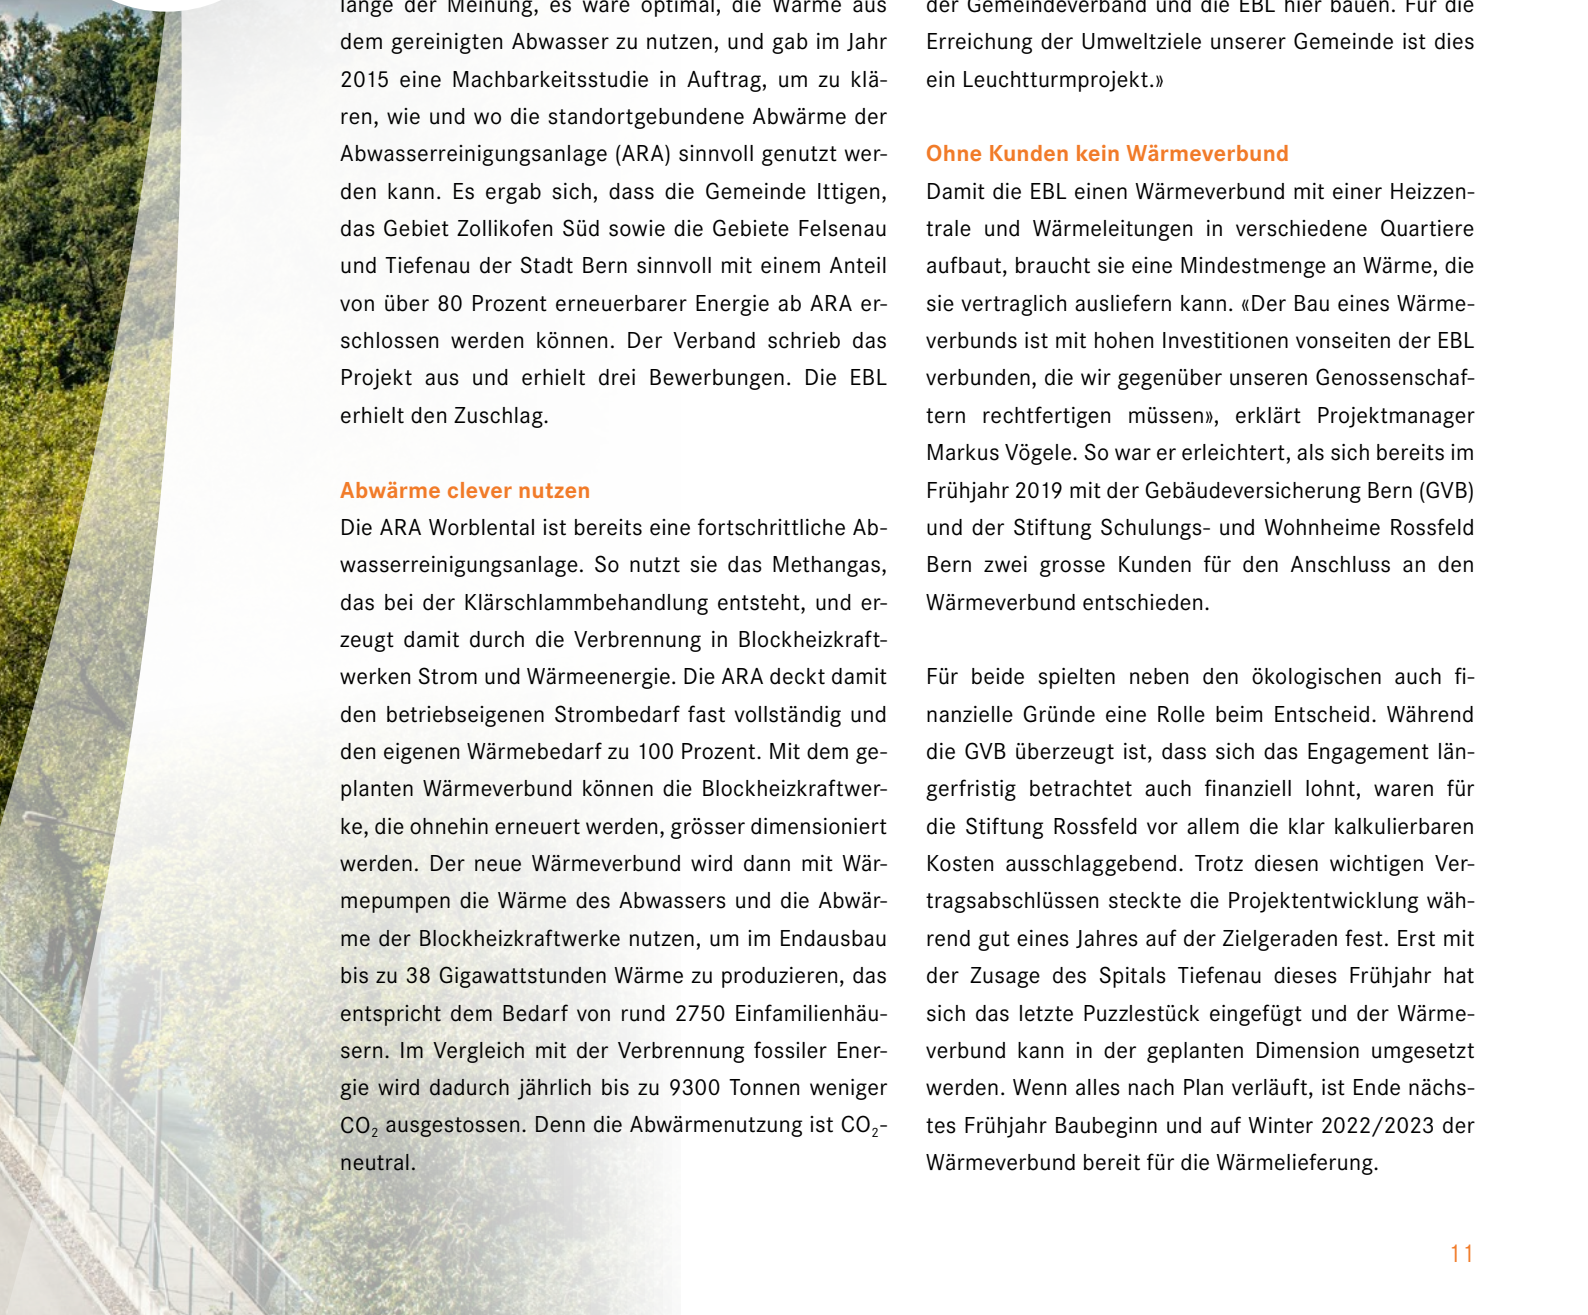 lange der Meinung, es wäre optimal, die Wärme aus
dem gereinigten Abwasser zu nutzen, und gab im Jahr
2015 eine Machbarkeitsstudie in Auftrag, um zu klä-
ren, wie und wo die standortgebundene Abwärme der
Abwasserreinigungsanlage (ARA) sinnvoll genutzt wer-
den kann. Es ergab sich, dass die Gemeinde Ittigen,
das Gebiet Zollikofen Süd sowie die Gebiete Felsenau
und Tiefenau der Stadt Bern sinnvoll mit einem Anteil
von über 80 Prozent erneuerbarer Energie ab ARA er-
schlossen werden können. Der Verband schrieb das
Projekt aus und erhielt drei Bewerbungen. Die EBL
erhielt den Zuschlag.
Abwärme clever nutzen
Die ARA Worblental ist bereits eine fortschrittliche Ab-
wasserreinigungsanlage. So nutzt sie das Methangas,
das bei der Klärschlammbehandlung entsteht, und er-
zeugt damit durch die Verbrennung in Blockheizkraft-
werken Strom und Wärmeenergie. Die ARA deckt damit
den betriebseigenen Strombedarf fast vollständig und
den eigenen Wärmebedarf zu 100 Prozent. Mit dem ge-
planten Wärmeverbund können die Blockheizkraftwer-
ke, die ohnehin erneuert werden, grösser dimensioniert
werden. Der neue Wärmeverbund wird dann mit Wär-
mepumpen die Wärme des Abwassers und die Abwär-
me der Blockheizkraftwerke nutzen, um im Endausbau
bis zu 38 Gigawattstunden Wärme zu produzieren, das
entspricht dem Bedarf von rund 2750 Einfamilienhäu-
sern. Im Vergleich mit der Verbrennung fossiler Ener-
gie wird dadurch jährlich bis zu 9300 Tonnen weniger
CO₂ ausgestossen. Denn die Abwärmenutzung ist CO₂-
neutral.
der Gemeindeverband und die EBL hier bauen. Für die
Erreichung der Umweltziele unserer Gemeinde ist dies
ein Leuchtturmprojekt.»
Ohne Kunden kein Wärmeverbund
Damit die EBL einen Wärmeverbund mit einer Heizzen-
trale und Wärmeleitungen in verschiedene Quartiere
aufbaut, braucht sie eine Mindestmenge an Wärme, die
sie vertraglich ausliefern kann. «Der Bau eines Wärme-
verbunds ist mit hohen Investitionen vonseiten der EBL
verbunden, die wir gegenüber unseren Genossenschaf-
tern rechtfertigen müssen», erklärt Projektmanager
Markus Vögele. So war er erleichtert, als sich bereits im
Frühjahr 2019 mit der Gebäudeversicherung Bern (GVB)
und der Stiftung Schulungs- und Wohnheime Rossfeld
Bern zwei grosse Kunden für den Anschluss an den
Wärmeverbund entschieden.
Für beide spielten neben den ökologischen auch fi-
nanzielle Gründe eine Rolle beim Entscheid. Während
die GVB überzeugt ist, dass sich das Engagement län-
gerfristig betrachtet auch finanziell lohnt, waren für
die Stiftung Rossfeld vor allem die klar kalkulierbaren
Kosten ausschlaggebend. Trotz diesen wichtigen Ver-
tragsabschlüssen steckte die Projektentwicklung wäh-
rend gut eines Jahres auf der Zielgeraden fest. Erst mit
der Zusage des Spitals Tiefenau dieses Frühjahr hat
sich das letzte Puzzlestück eingefügt und der Wärme-
verbund kann in der geplanten Dimension umgesetzt
werden. Wenn alles nach Plan verläuft, ist Ende nächs-
tes Frühjahr Baubeginn und auf Winter 2022/2023 der
Wärmeverbund bereit für die Wärmelieferung.
11